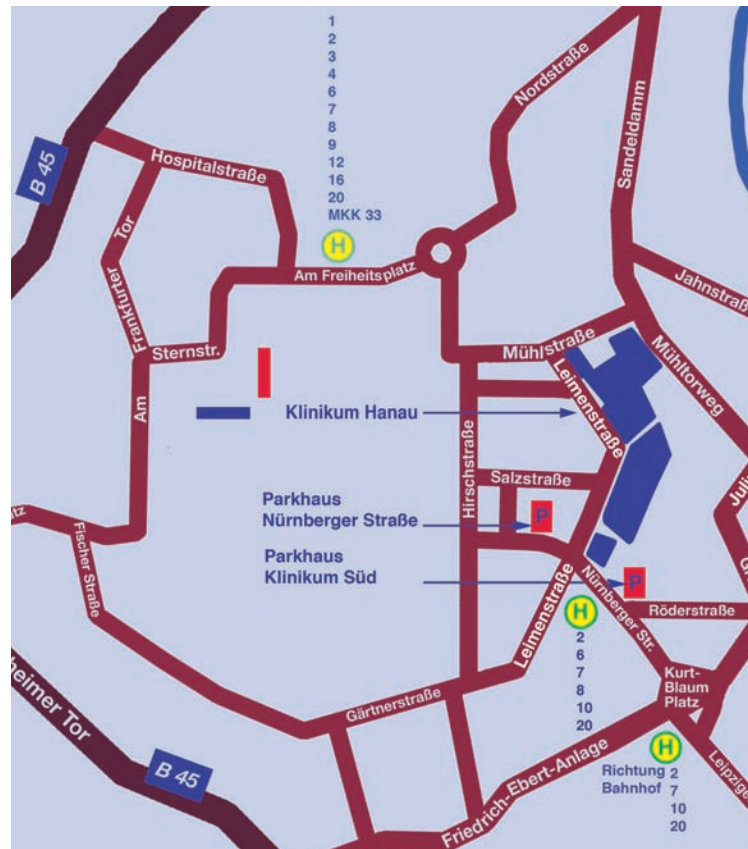 1
2
3
4
6
7
8
9
12
16
20
MKK 33
H
B 45
Hospitalstraße
Nordstraße
Sandeldamm
Am Freiheitsplatz
Jahnstraße
Am Frankfurter Tor
Sternstr.
Mühlstraße
Mühltorweg
Leimenstraße
Klinikum Hanau
Hirschstraße
Salzstraße
Parkhaus
Nürnberger Straße
P
Parkhaus
Klinikum Süd
P
Fischer Straße
Leimenstraße
Nürnberger Str.
Röderstraße
H
2
6
7
8
10
20
Kurt-
Blaum
Platz
Gärtnerstraße
heimer Tor
B 45
Friedrich-Ebert-Anlage
H
Richtung
Bahnhof
2
7
10
20
Leipzige